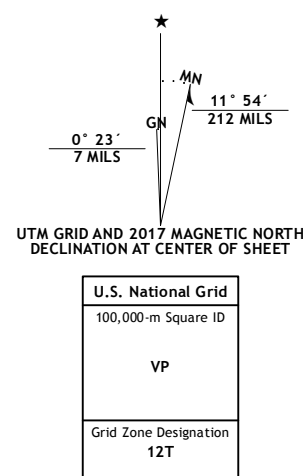 MN
11° 54´
212 MILS
GN
0° 23´
7 MILS
UTM GRID AND 2017 MAGNETIC NORTH
DECLINATION AT CENTER OF SHEET
U.S. National Grid
100,000-m Square ID
VP
Grid Zone Designation
12T